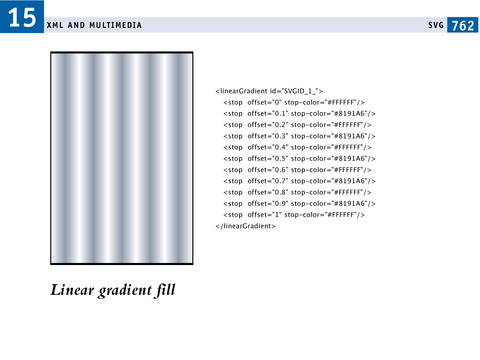 15
XML AND MULTIMEDIA
SVG 762
<linearGradient id="SVGID_1_">
<stop offset="0" stop-color="#FFFFFF"/>
<stop offset="0.1" stop-color="#8191A6"/>
<stop offset="0.2" stop-color="#FFFFFF"/>
<stop offset="0.3" stop-color="#8191A6"/>
<stop offset="0.4" stop-color="#FFFFFF"/>
<stop offset="0.5" stop-color="#8191A6"/>
<stop offset="0.6" stop-color="#FFFFFF"/>
<stop offset="0.7" stop-color="#8191A6"/>
<stop offset="0.8" stop-color="#FFFFFF"/>
<stop offset="0.9" stop-color="#8191A6"/>
<stop offset="1" stop-color="#FFFFFF"/>
</linearGradient>
Linear gradient fill